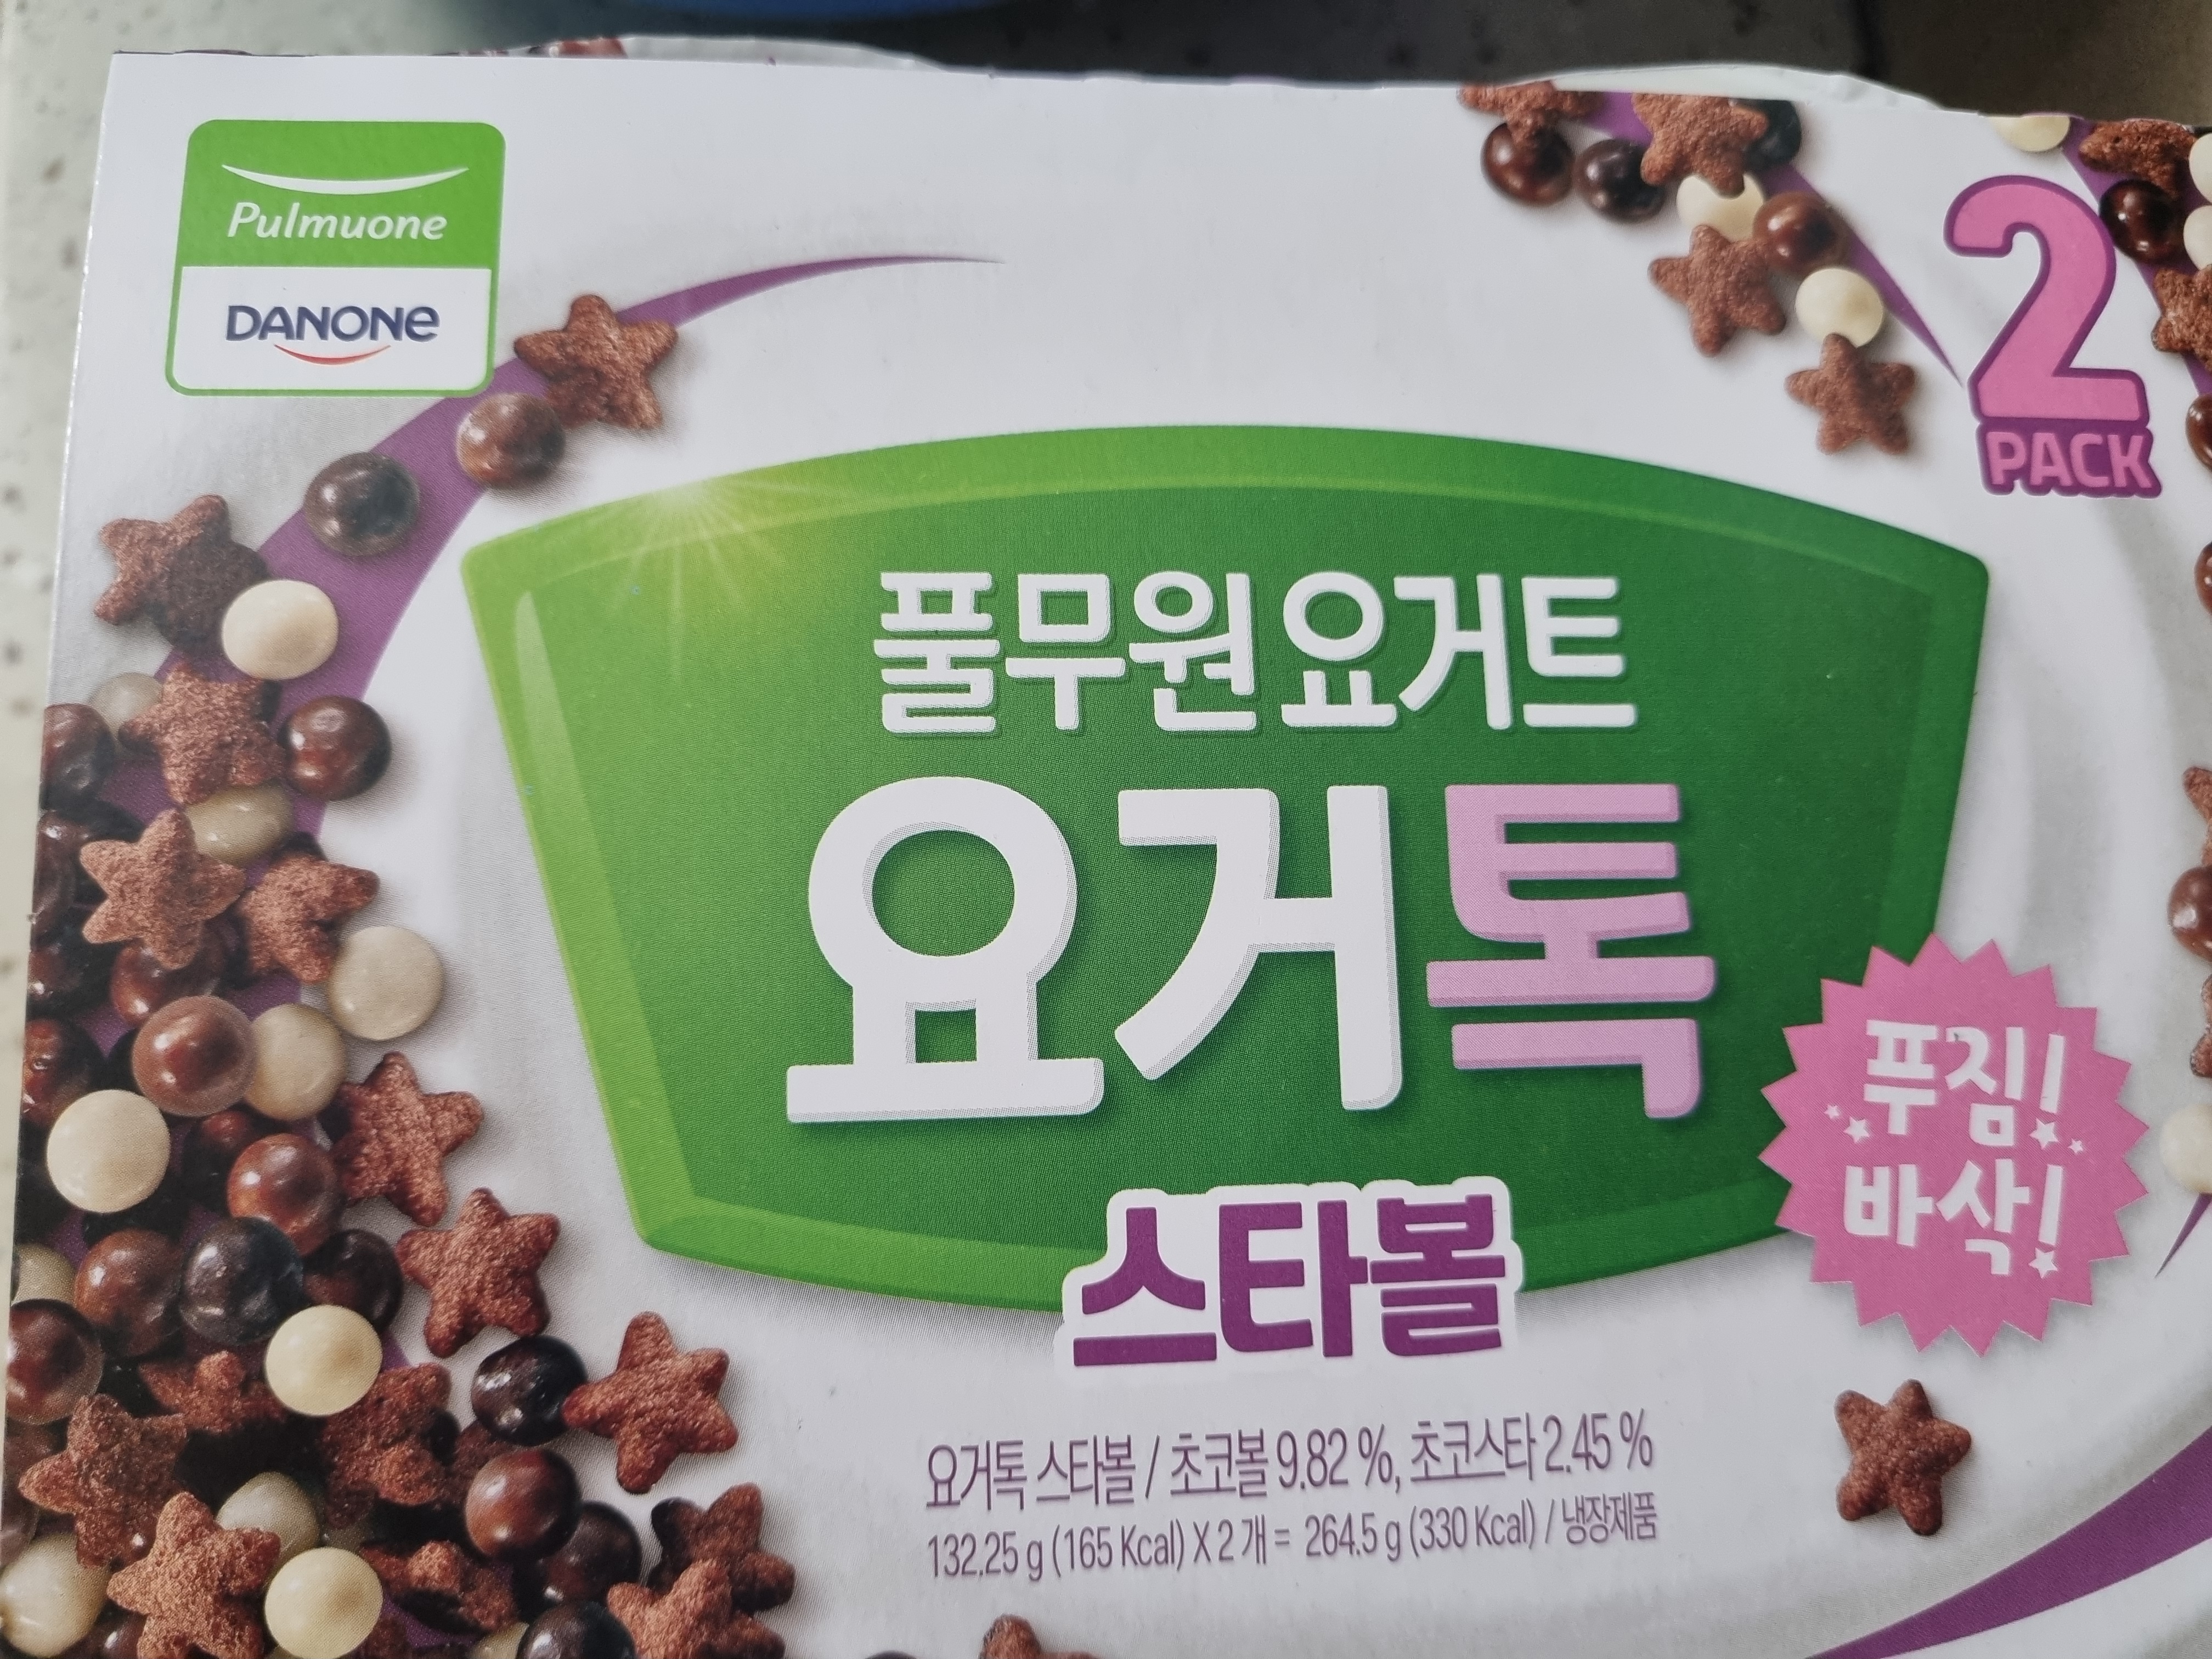 Pulmuone
DANONE
2
PACK
풀무원 요거트
요거톡
스타볼
푸짐!
바삭!
요거톡 스타볼 / 초코볼 9.82 %, 초코스타 2.45 %
132.25 g (165 Kcal) X 2 개 = 264.5 g (330 Kcal) / 냉장제품